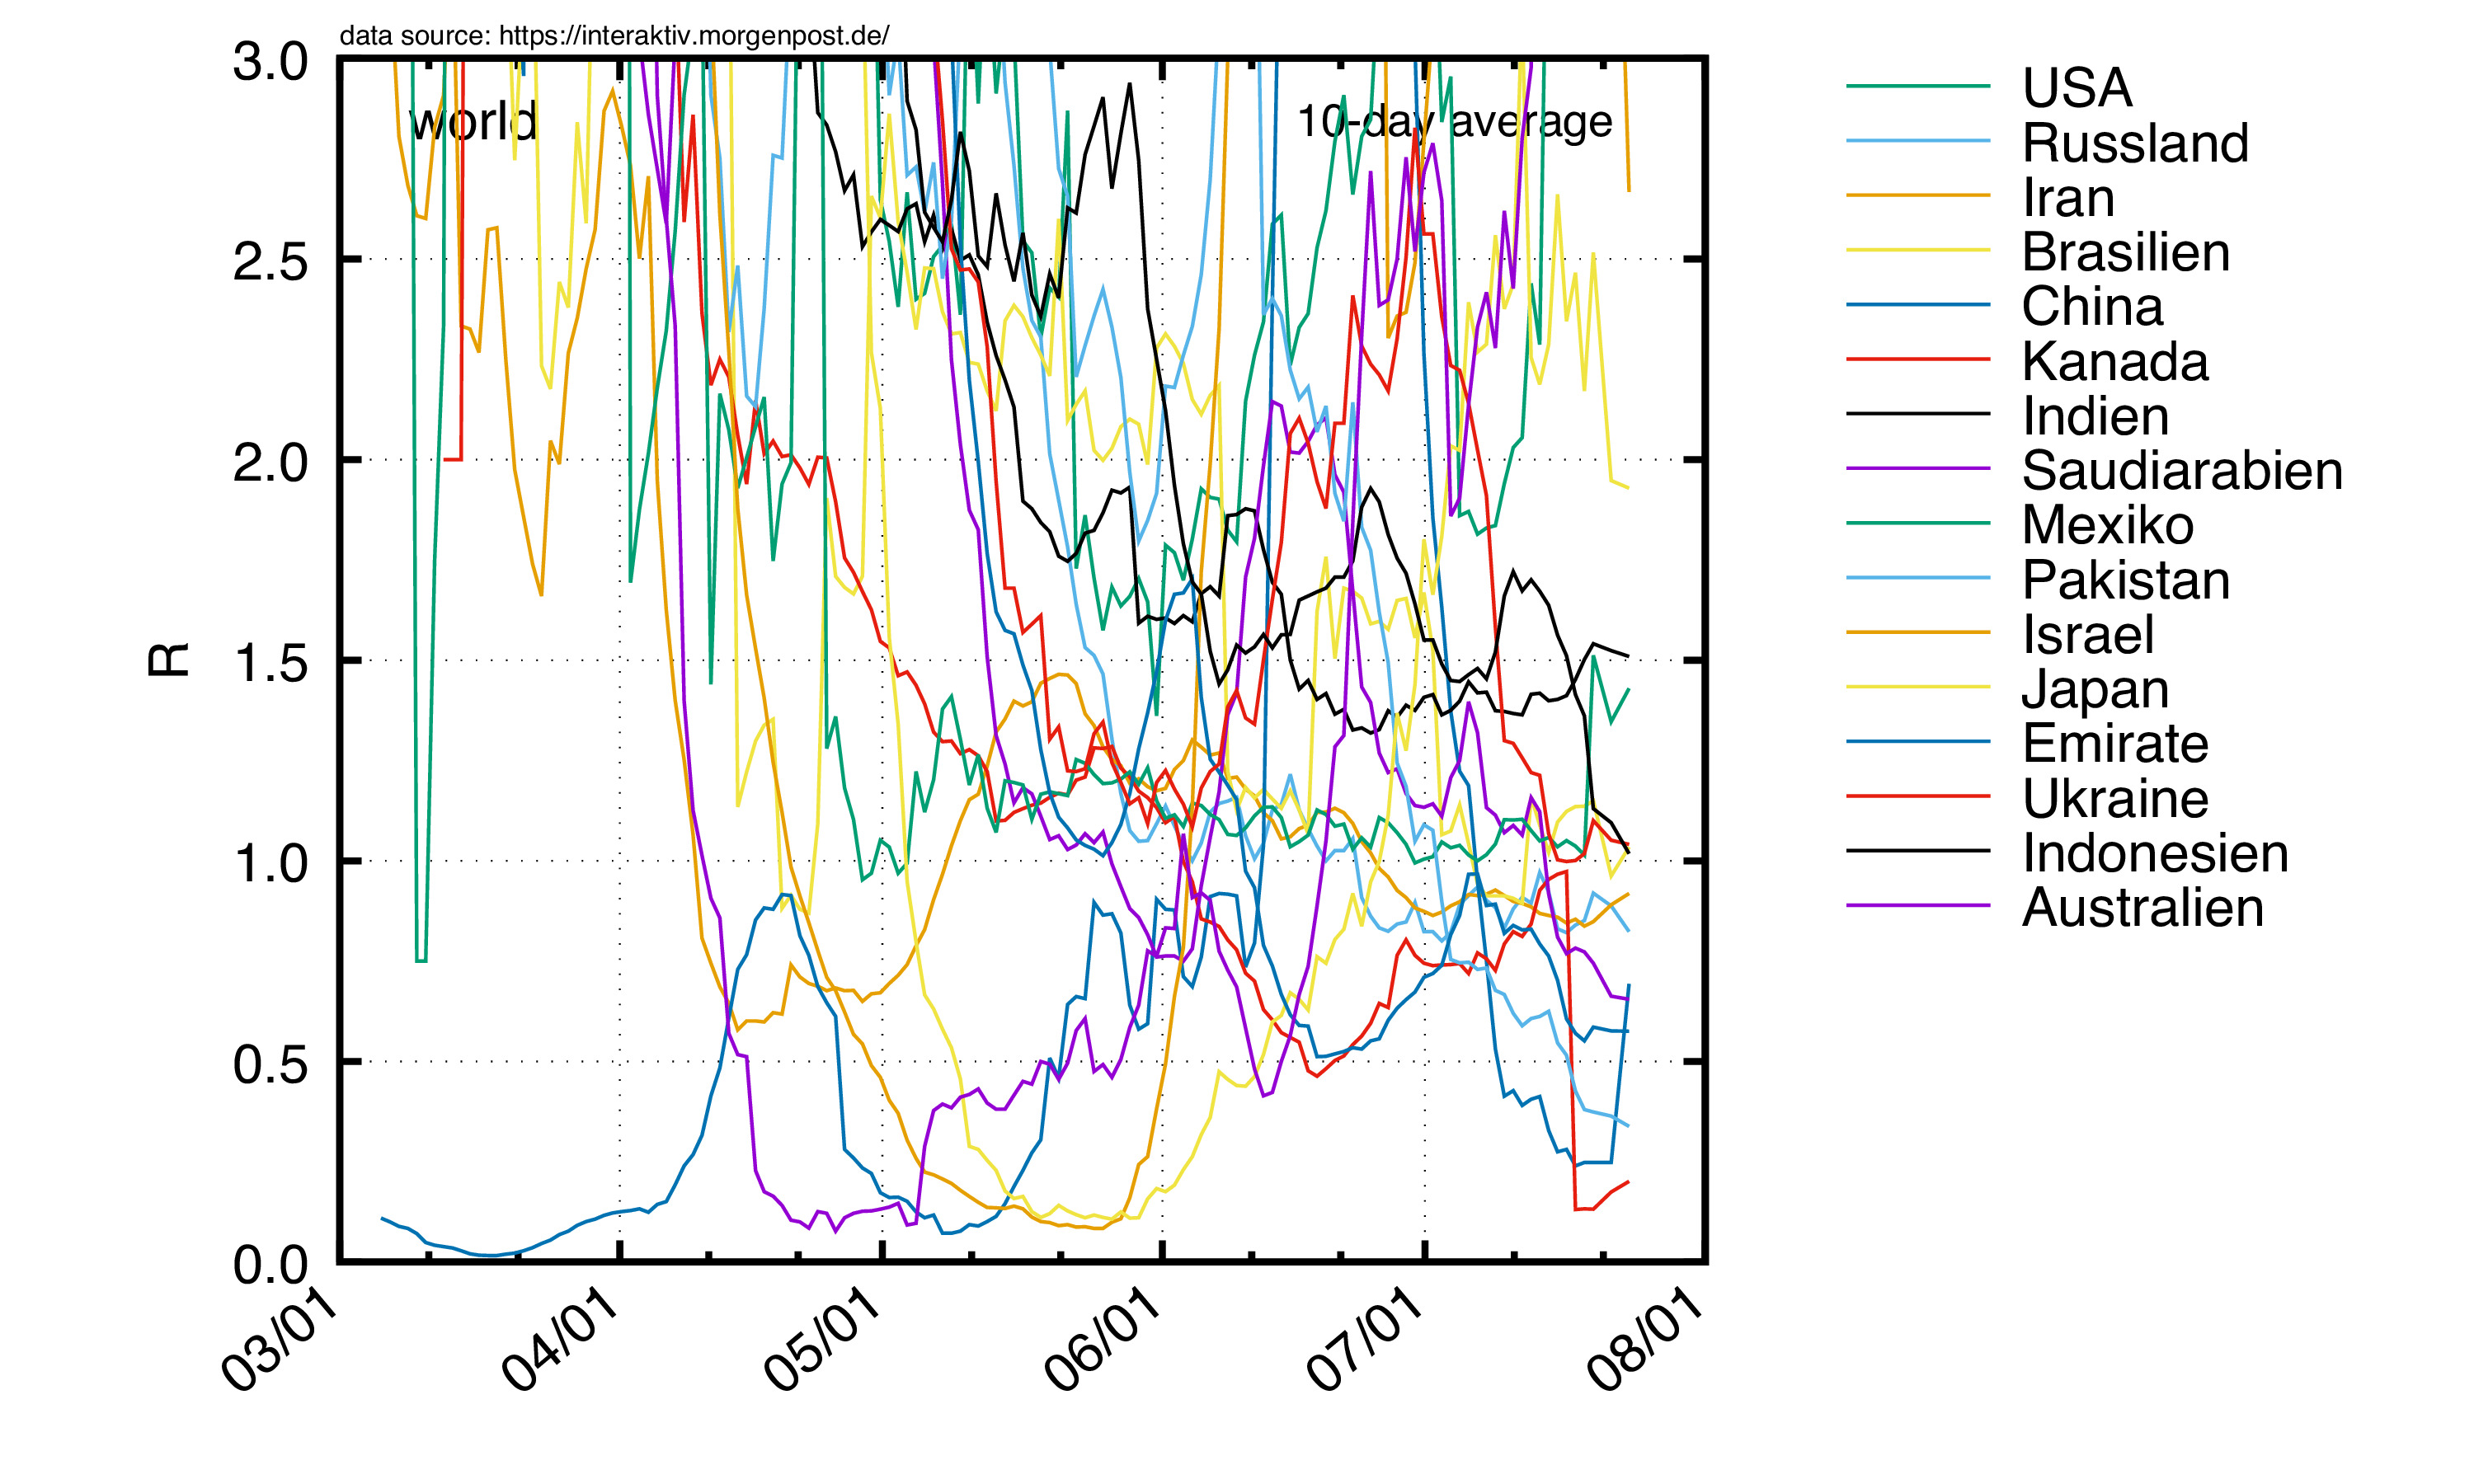 data source: https://interaktiv.morgenpost.de/
World
10-day average
R
3.0
2.5
2.0
1.5
1.0
0.5
0.0
03/01
04/01
05/01
06/01
07/01
08/01
USA
Russland
Iran
Brasilien
China
Kanada
Indien
Saudiarabien
Mexiko
Pakistan
Israel
Japan
Emirate
Ukraine
Indonesien
Australien